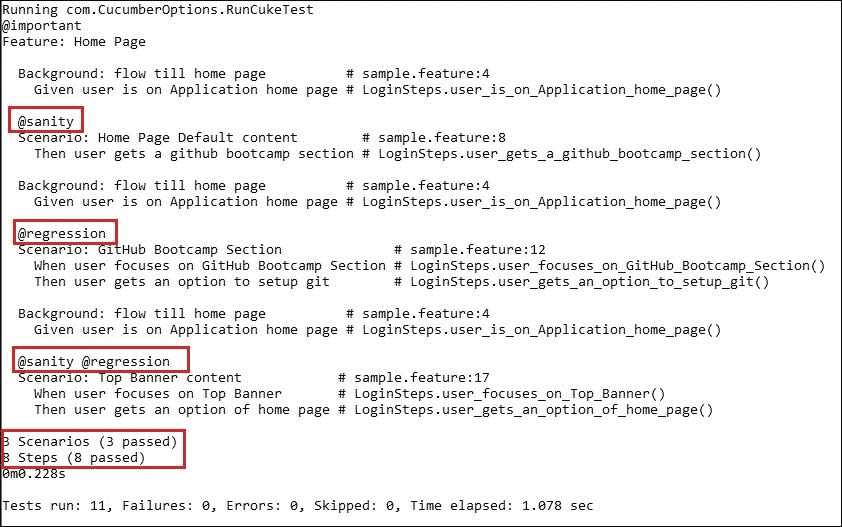 Running com.CucumberOptions.RunCukeTest
@important
Feature: Home Page
Background: flow till home page # sample.feature:4
Given user is on Application home page # LoginSteps.user_is_on_Application_home_page()
@sanity
Scenario: Home Page Default content # sample.feature:8
Then user gets a github bootcamp section # LoginSteps.user_gets_a_github_bootcamp_section()
Background: flow till home page # sample.feature:4
Given user is on Application home page # LoginSteps.user_is_on_Application_home_page()
@regression
Scenario: GitHub Bootcamp Section # sample.feature:12
When user focuses on GitHub Bootcamp Section # LoginSteps.user_focuses_on_GitHub_Bootcamp_Section()
Then user gets an option to setup git # LoginSteps.user_gets_an_option_to_setup_git()
Background: flow till home page # sample.feature:4
Given user is on Application home page # LoginSteps.user_is_on_Application_home_page()
@sanity @regression
Scenario: Top Banner content # sample.feature:17
When user focuses on Top Banner # LoginSteps.user_focuses_on_Top_Banner()
Then user gets an option of home page # LoginSteps.user_gets_an_option_of_home_page()
3 Scenarios (3 passed)
8 Steps (8 passed)
0m0.228s
Tests run: 11, Failures: 0, Errors: 0, Skipped: 0, Time elapsed: 1.078 sec